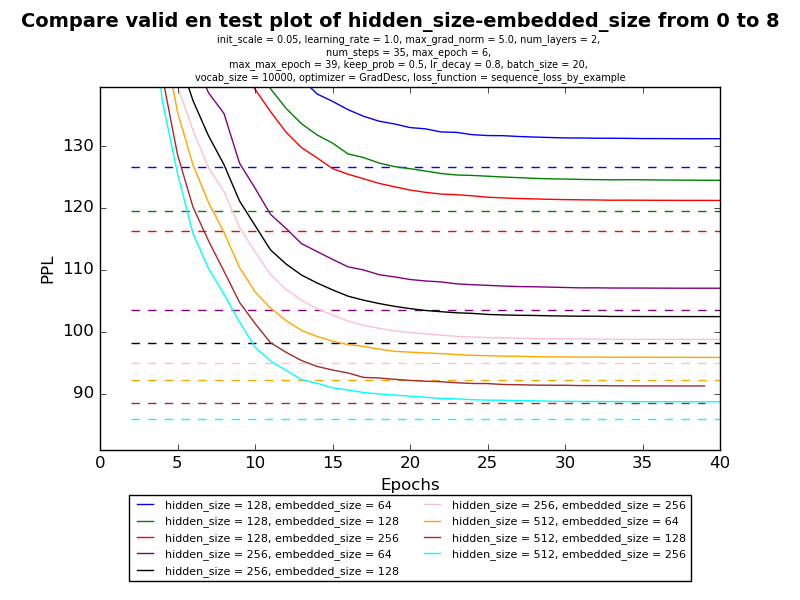 Compare valid en test plot of hidden_size-embedded_size from 0 to 8
init_scale = 0.05, learning_rate = 1.0, max_grad_norm = 5.0, num_layers = 2,
num_steps = 35, max_epoch = 6,
max_max_epoch = 39, keep_prob = 0.5, lr_decay = 0.8, batch_size = 20,
vocab_size = 10000, optimizer = GradDesc, loss_function = sequence_loss_by_example
130
120
110
100
90
PPL
0 5 10 15 20 25 30 35 40
Epochs
hidden_size = 128, embedded_size = 64
hidden_size = 128, embedded_size = 128
hidden_size = 128, embedded_size = 256
hidden_size = 256, embedded_size = 64
hidden_size = 256, embedded_size = 128
hidden_size = 256, embedded_size = 256
hidden_size = 512, embedded_size = 64
hidden_size = 512, embedded_size = 128
hidden_size = 512, embedded_size = 256